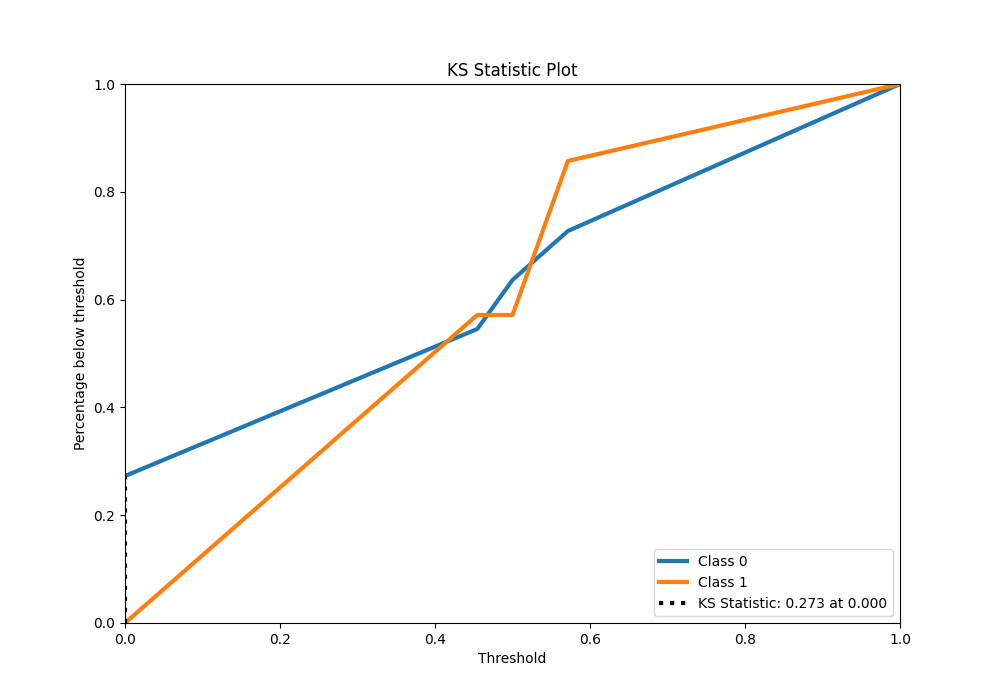 KS Statistic Plot
1.0
0.8
0.6
0.4
0.2
0.0
Percentage below threshold
0.0 0.2 0.4 0.6 0.8 1.0
Threshold
Class 0
Class 1
KS Statistic: 0.273 at 0.000